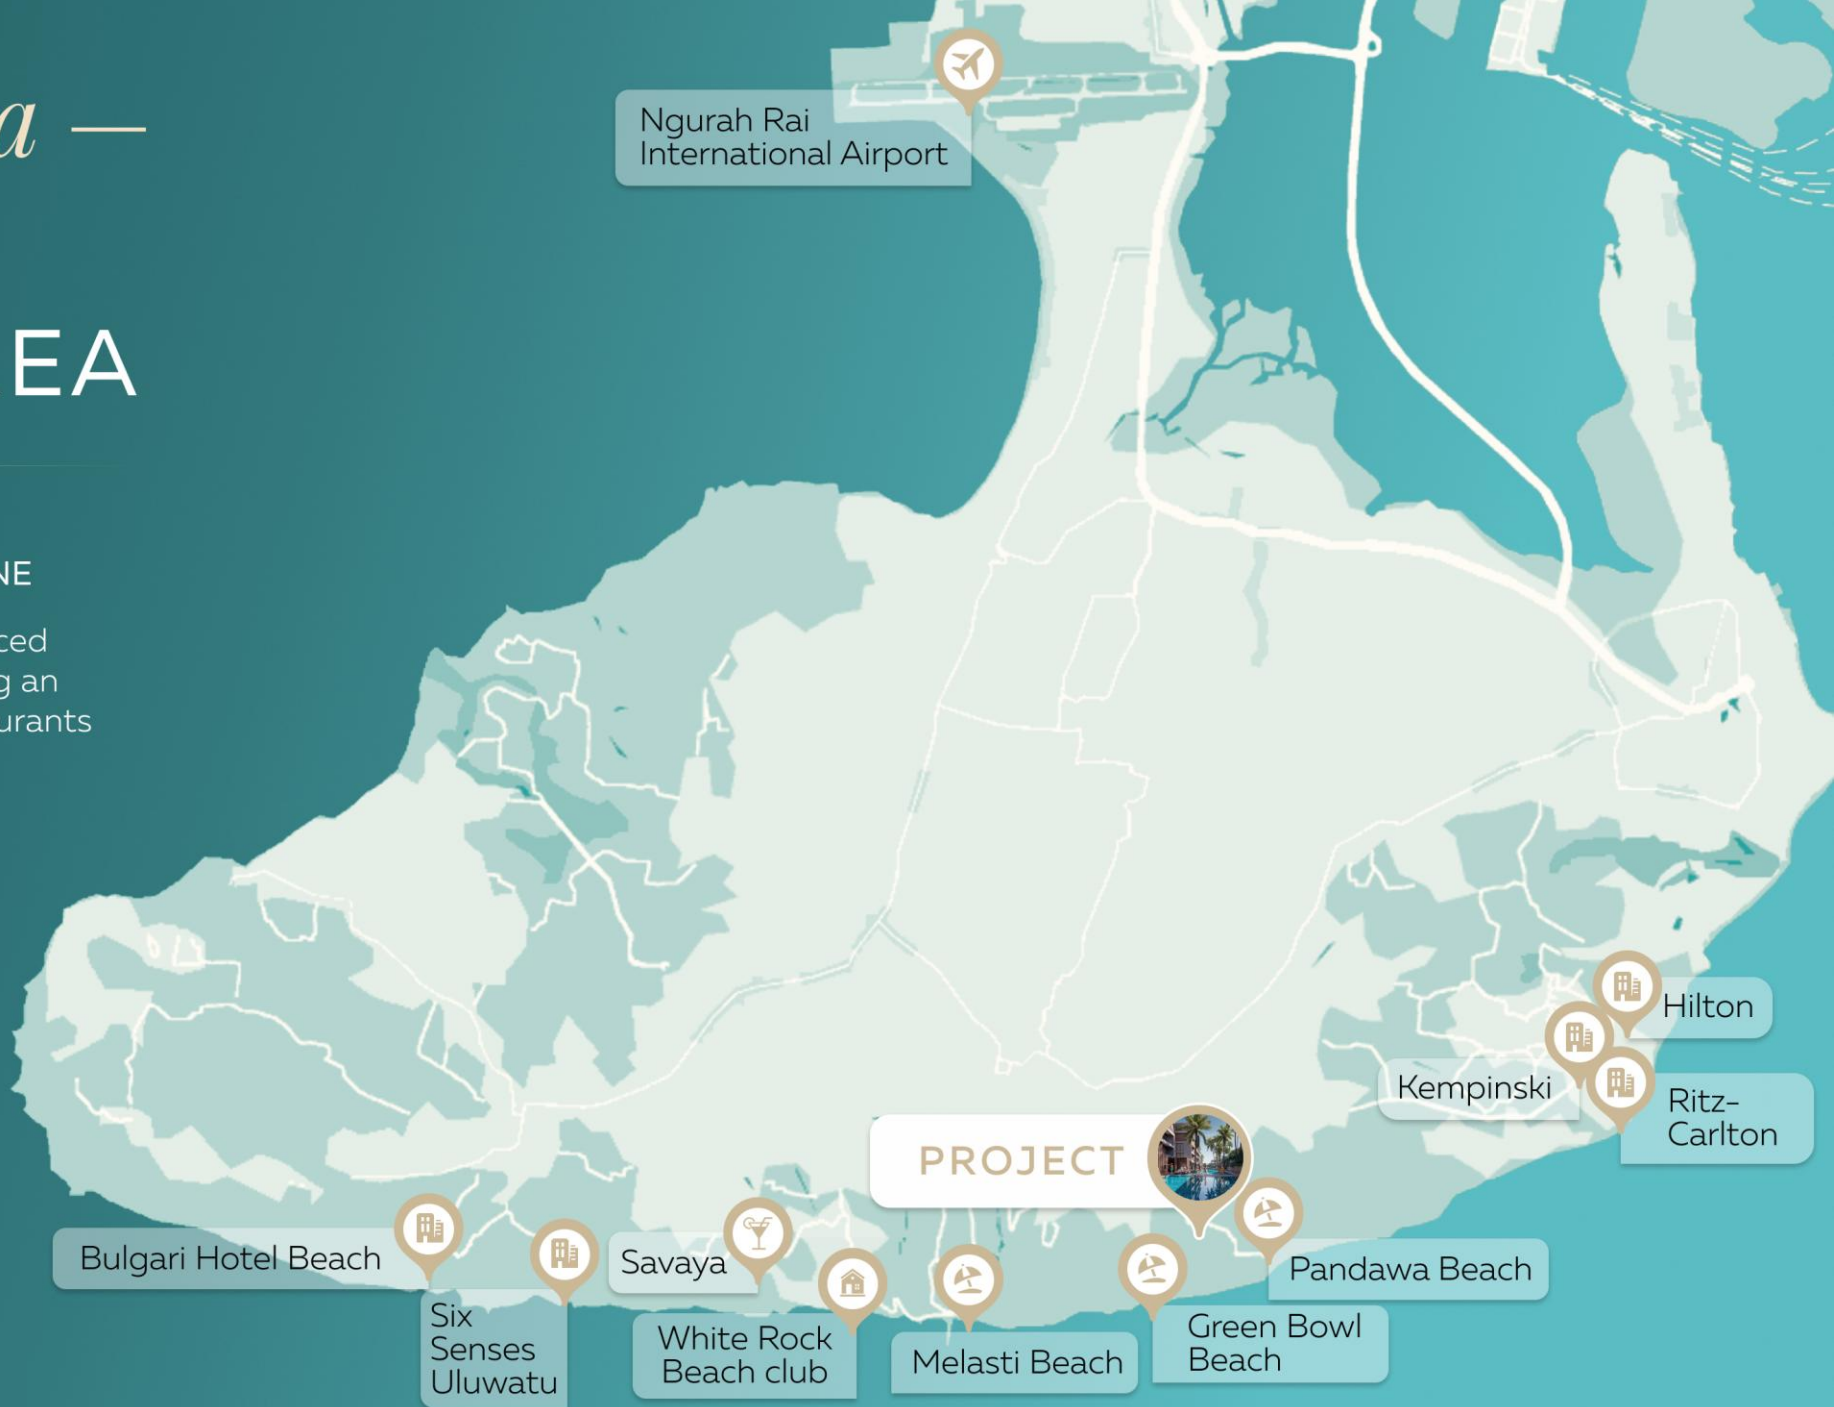 a —
EA
NE
ced
g an
urants
Ngurah Rai
International Airport
Hilton
Kempinski
Ritz-
Carlton
PROJECT
Bulgari Hotel Beach
Six
Senses
Uluwatu
Savaya
White Rock
Beach club
Melasti Beach
Green Bowl
Beach
Pandawa Beach